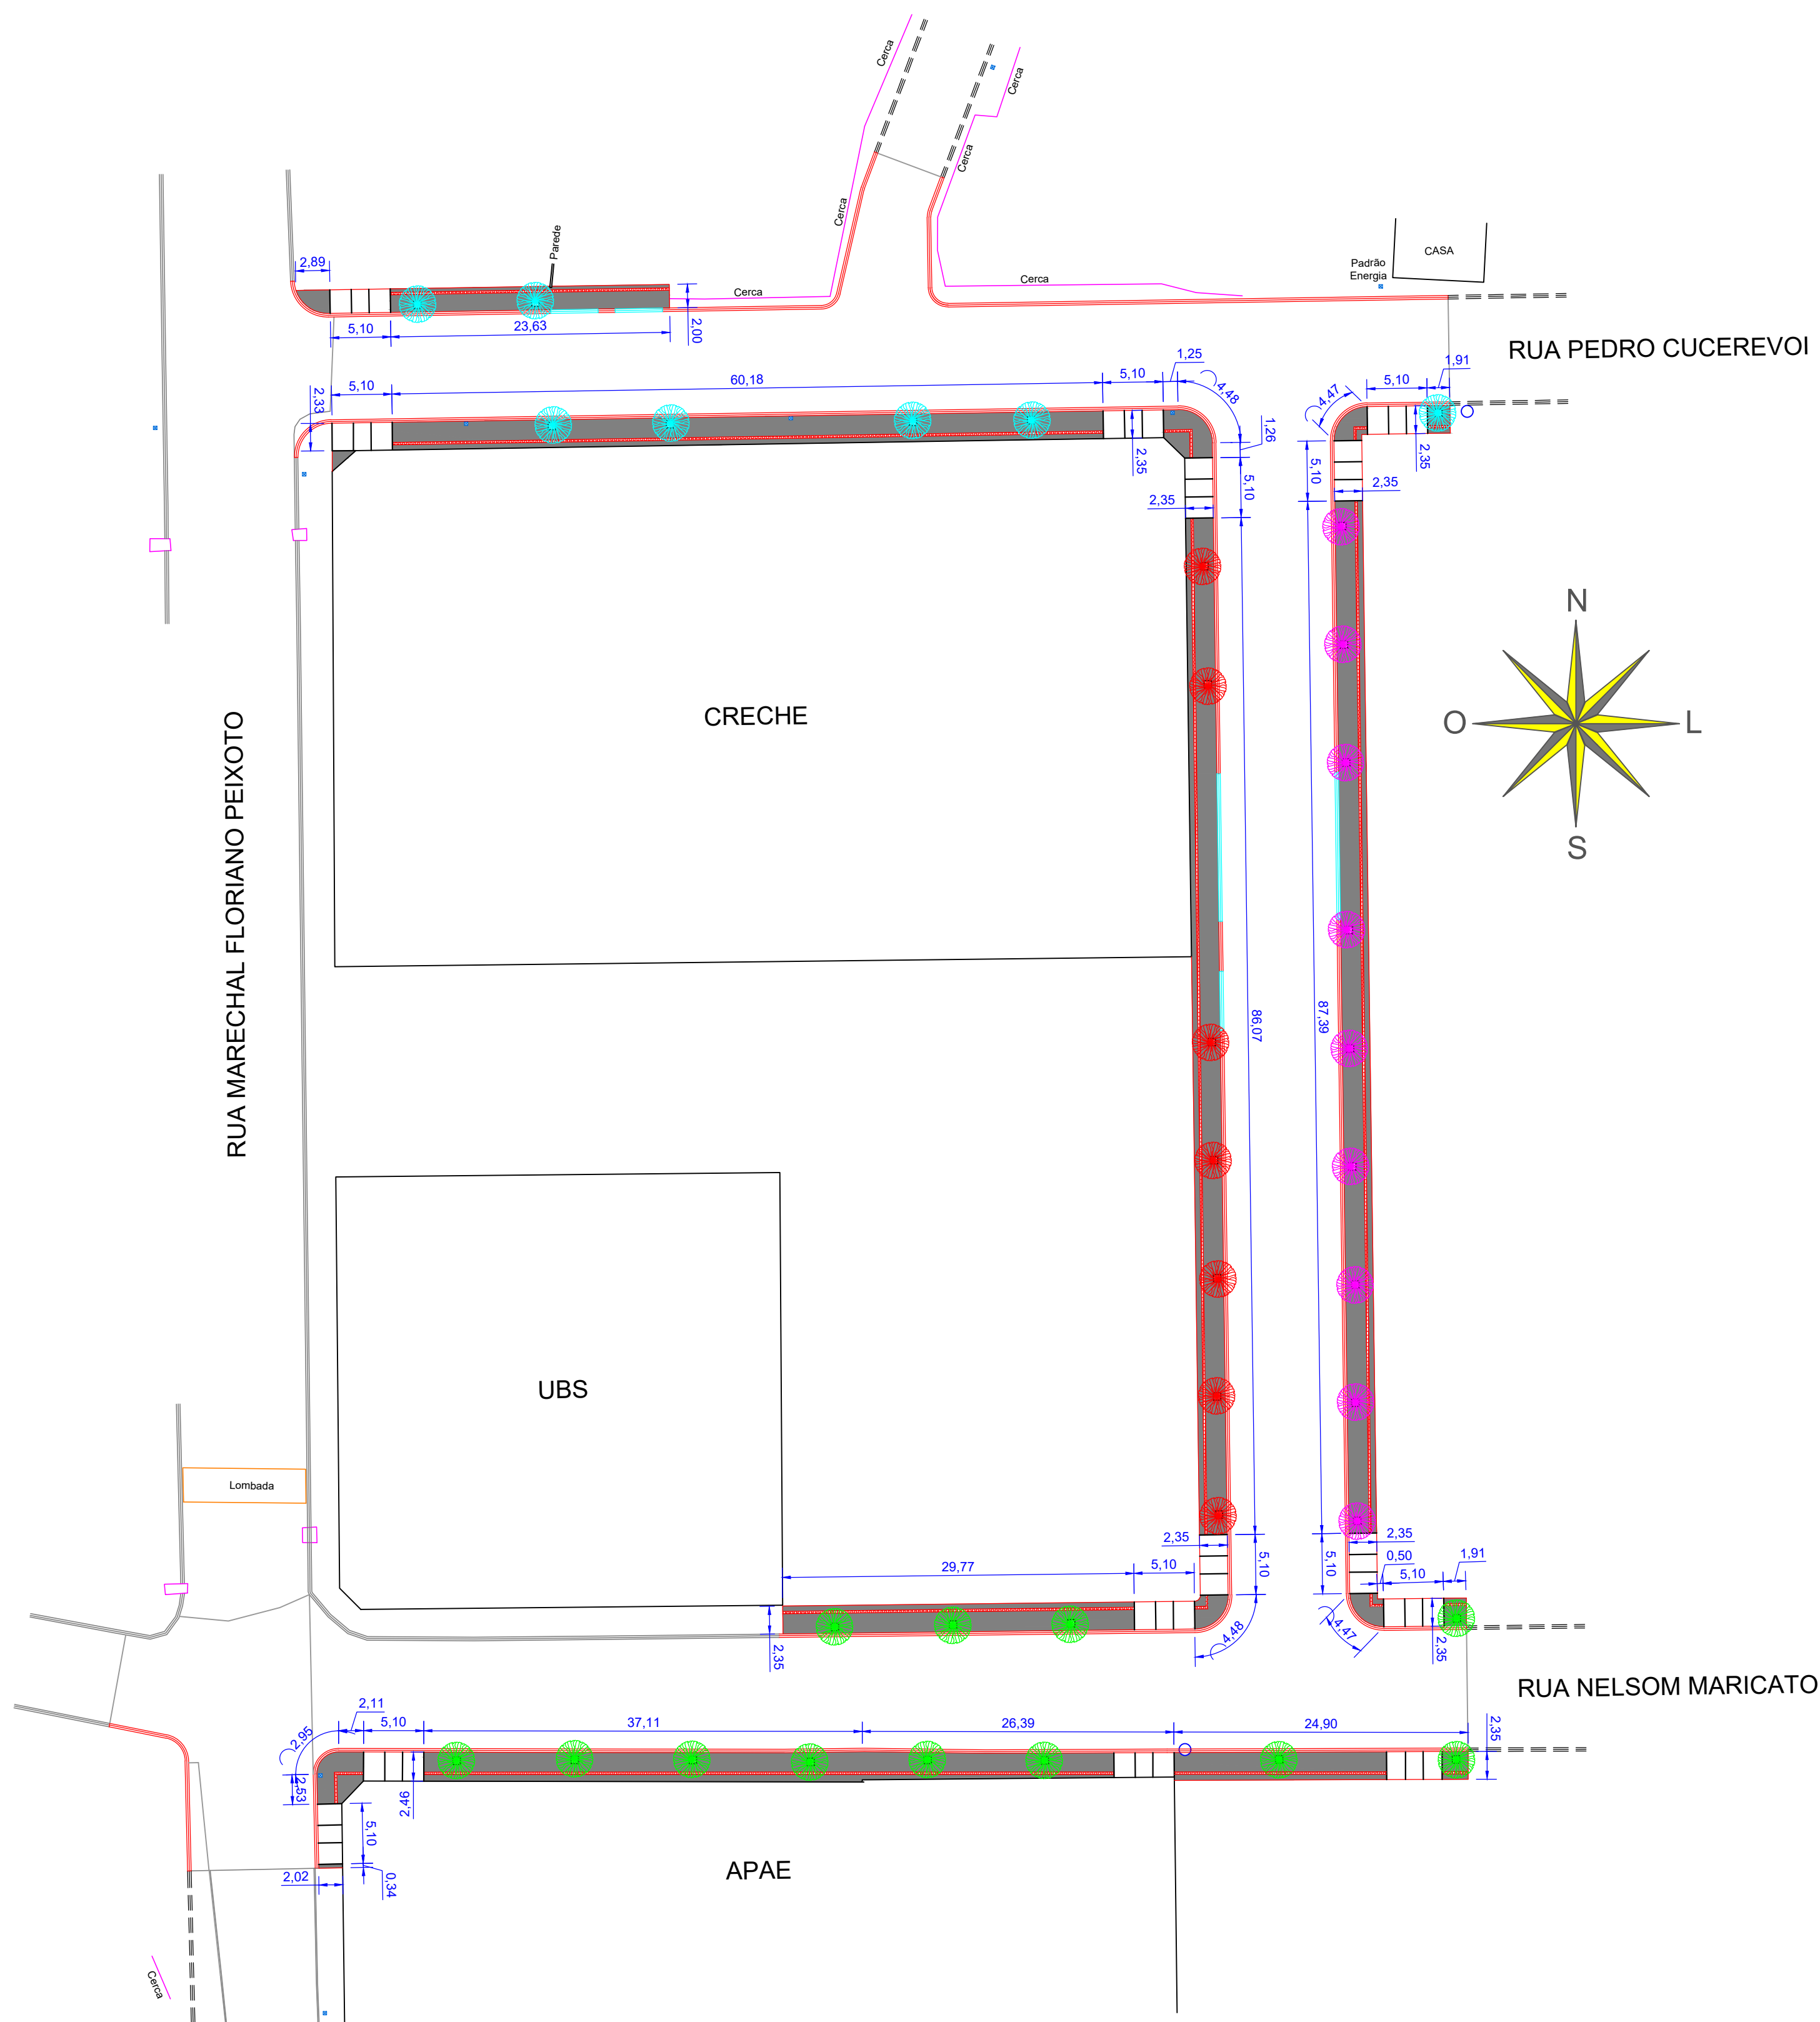 Cerca
Cerca
Cerca
Cerca
Parede
CASA
Padrão
Energia
Cerca
Cerca
2,89
5,10
23,63
2,00
RUA PEDRO CUCEREVOI
1,25
1,91
5,10
60,18
5,10
4,48
4,47
5,10
2,33
1,26
2,35
2,35
5,10
5,10
2,35
2,35
N
O
L
S
CRECHE
RUA MARECHAL FLORIANO PEIXOTO
86,07
87,39
UBS
Lombada
2,35
5,10
29,77
5,10
2,35
4,48
2,35
5,10
0,50
5,10
1,91
4,47
2,35
RUA NELSOM MARICATO
2,11
2,95
5,10
37,11
26,39
24,90
2,35
2,53
2,46
5,10
0,34
2,02
APAE
Cerca